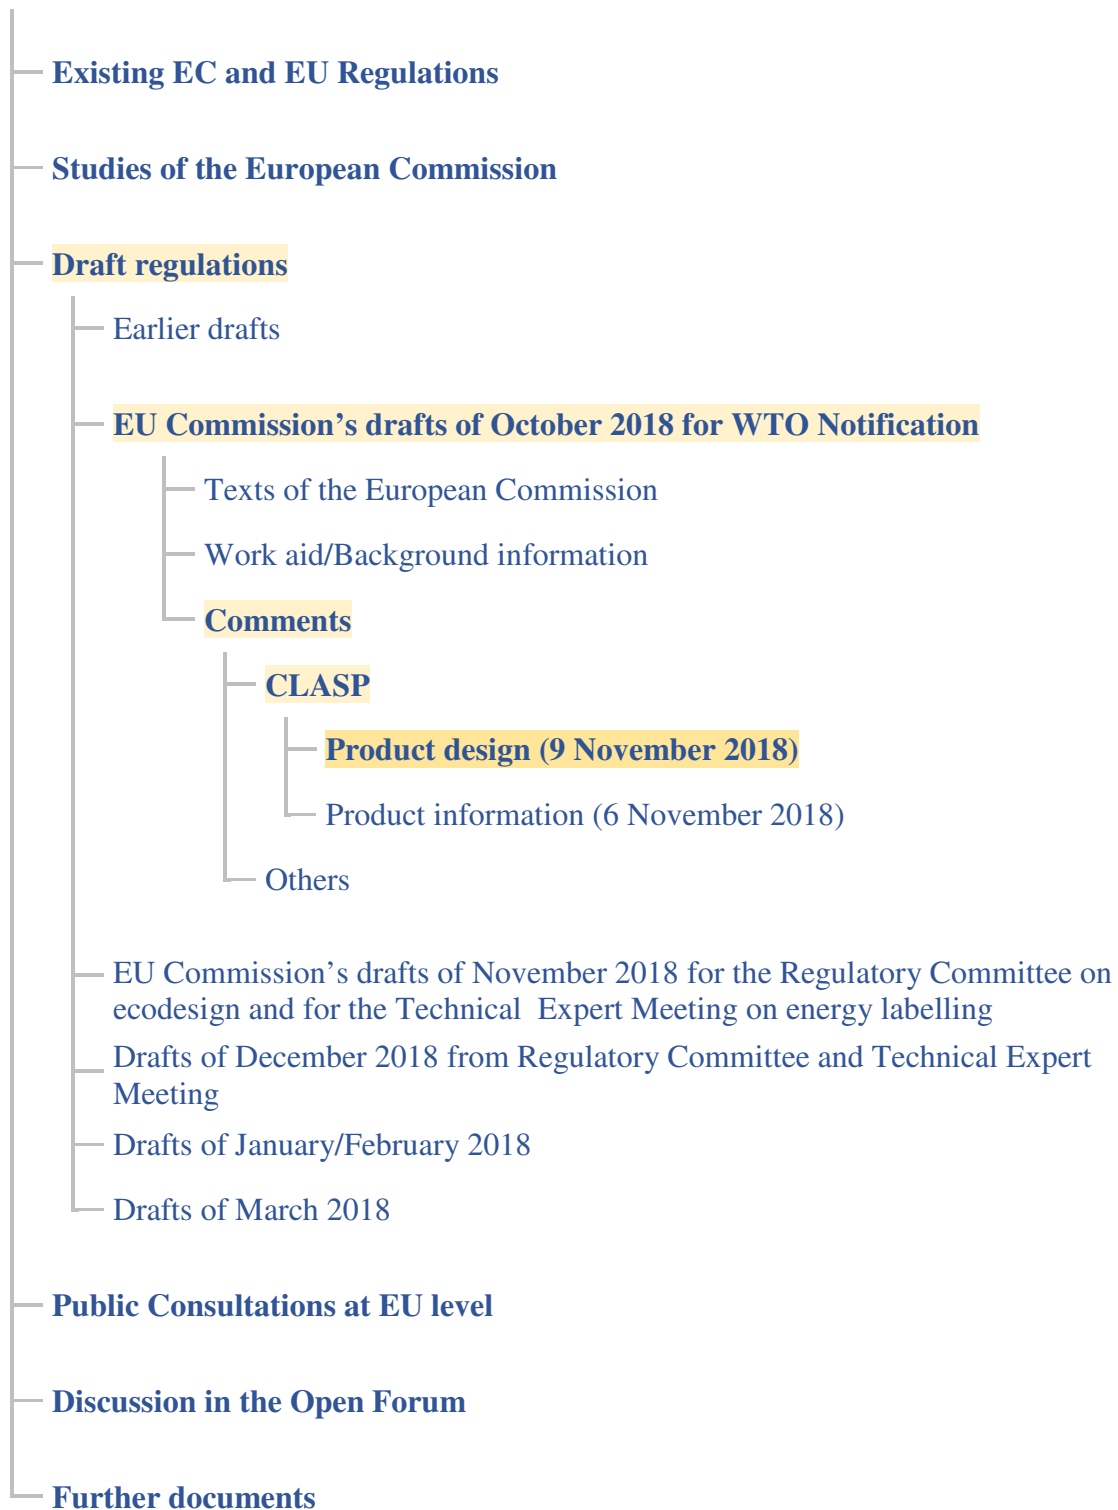 Existing EC and EU Regulations
Studies of the European Commission
Draft regulations
Earlier drafts
EU Commission’s drafts of October 2018 for WTO Notification
Texts of the European Commission
Work aid/Background information
Comments
CLASP
Product design (9 November 2018)
Product information (6 November 2018)
Others
EU Commission’s drafts of November 2018 for the Regulatory Committee on
ecodesign and for the Technical Expert Meeting on energy labelling
Drafts of December 2018 from Regulatory Committee and Technical Expert
Meeting
Drafts of January/February 2018
Drafts of March 2018
Public Consultations at EU level
Discussion in the Open Forum
Further documents